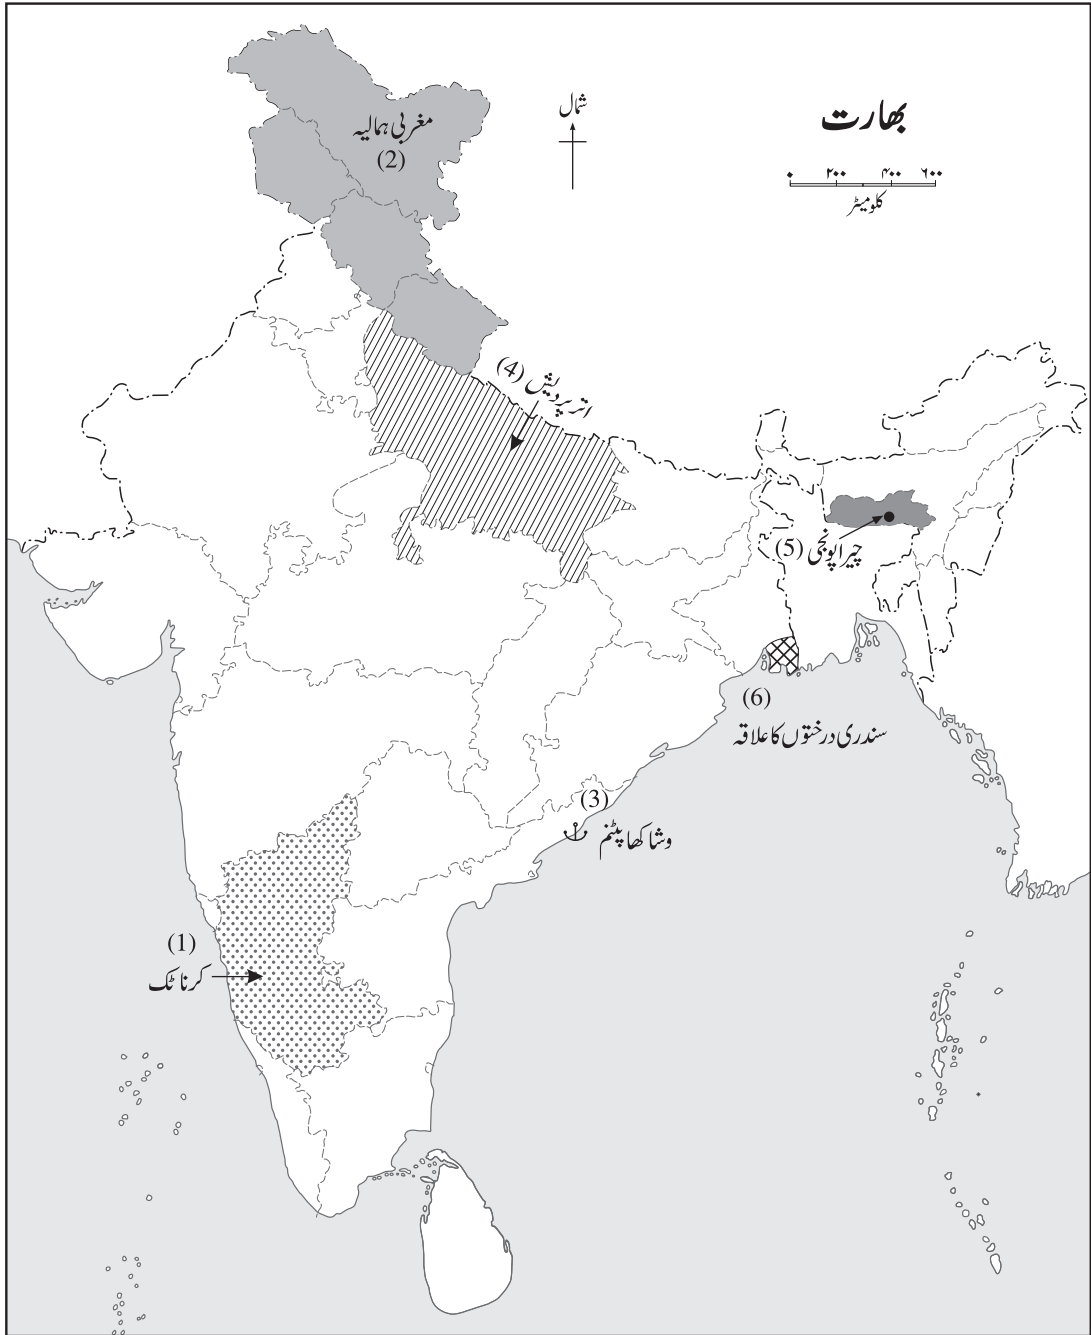 بھارت
شمال
۰ ۲۰۰ ۴۰۰ ۶۰۰
کلومیٹر
مغربی ہمالیہ
(2)
(4) اتر پردیش
(5) چیراپونجی
(6)
سندری درختوں کا علاقہ
(3)
وشاکھاپٹنم
(1)
کرناٹک